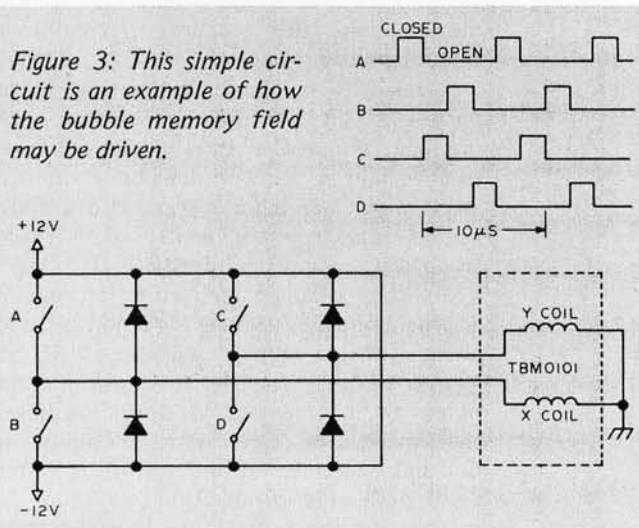 Figure 3: This simple cir-
cuit is an example of how
the bubble memory field
may be driven.
CLOSED
OPEN
A
B
C
D
10μS
+12V
A
C
B
D
-12V
Y COIL
TBM0101
X COIL